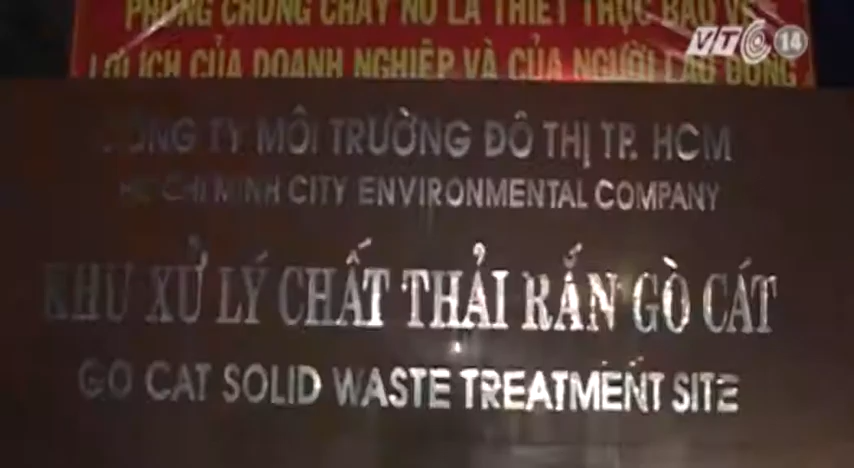 PHÒNG CHỐNG CHÁY NỔ LÀ THIẾT THỰC BẢO VỆ
LỢI ÍCH CỦA DOANH NGHIỆP VÀ CỦA NGƯỜI LAO ĐỘNG
VTC 14
CÔNG TY MÔI TRƯỜNG ĐÔ THỊ TP. HCM
HO CHI MINH CITY ENVIRONMENTAL COMPANY
KHU XỬ LÝ CHẤT THẢI RẮN GÒ CÁT
GO CAT SOLID WASTE TREATMENT SITE